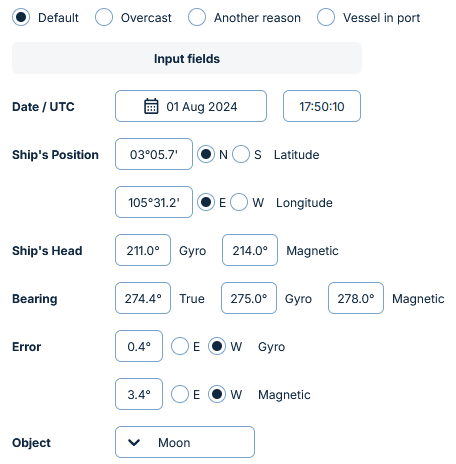 Default Overcast Another reason Vessel in port
Input fields
Date / UTC 01 Aug 2024 17:50:10
Ship's Position 03°05.7' N S Latitude
105°31.2' E W Longitude
Ship's Head 211.0° Gyro 214.0° Magnetic
Bearing 274.4° True 275.0° Gyro 278.0° Magnetic
Error 0.4° E W Gyro
3.4° E W Magnetic
Object Moon